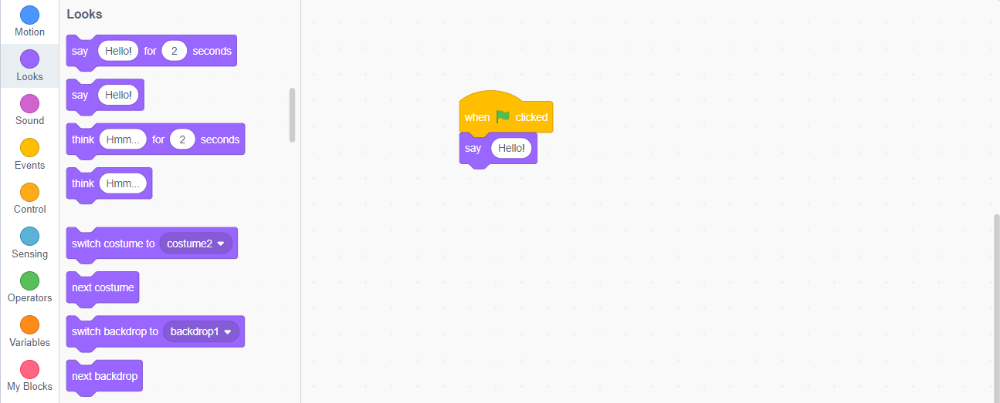 Motion
Looks
Sound
Events
Control
Sensing
Operators
Variables
My Blocks
Looks
say Hello! for 2 seconds
say Hello!
think Hmm... for 2 seconds
think Hmm...
switch costume to costume2
next costume
switch backdrop to backdrop1
next backdrop
when clicked
say Hello!